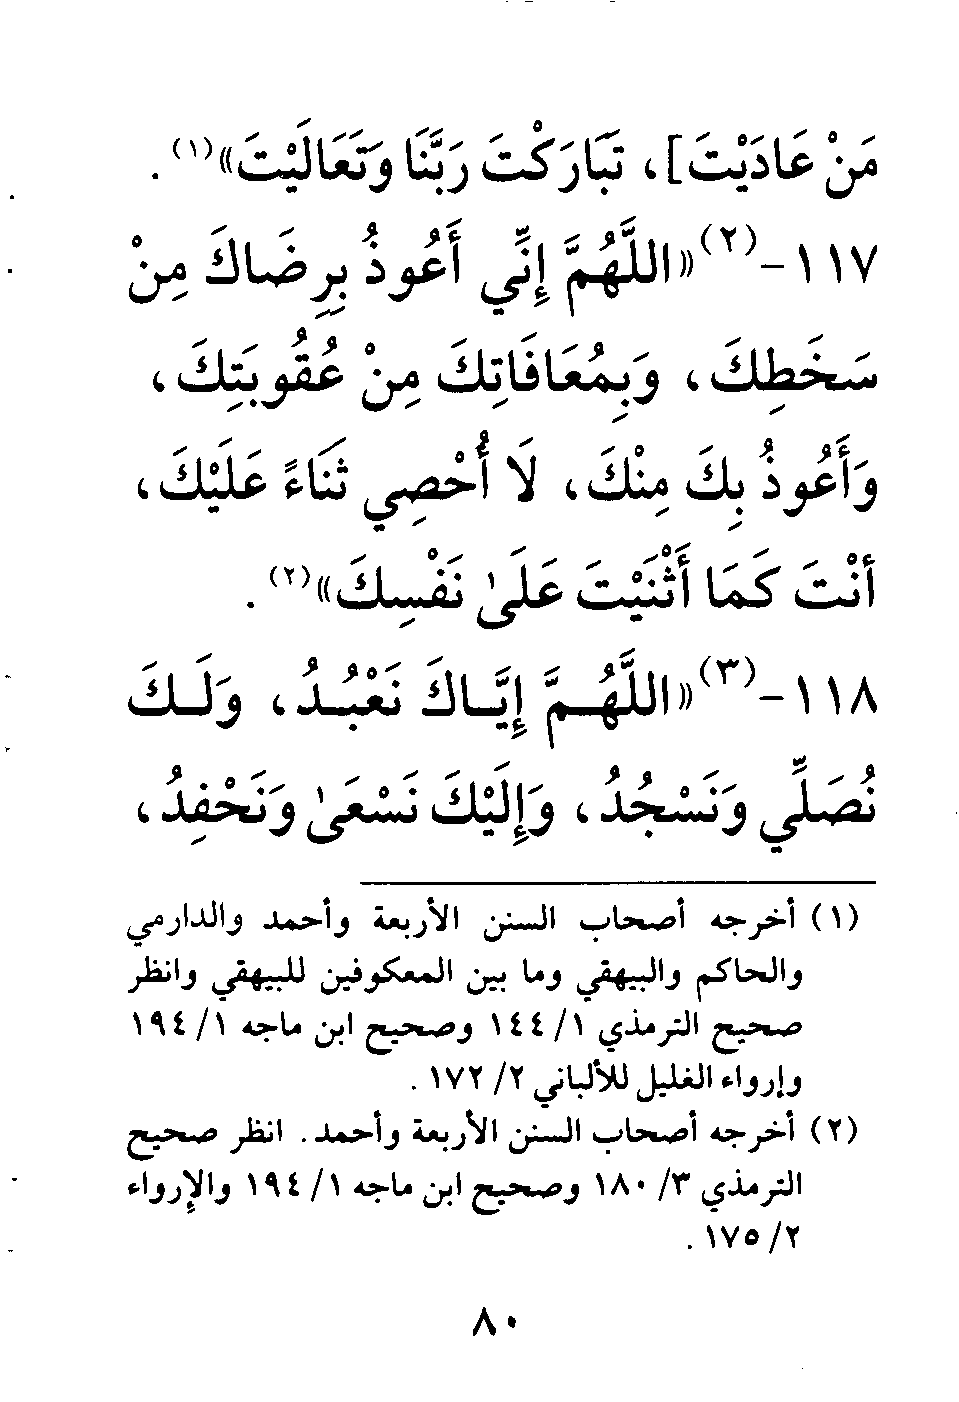 مَنْ عَادَيْتَ]، تَبَارَكْتَ رَبَّنَا وَتَعَالَيْتَ»(١).
١١٧-(٢)«اللَّهُمَّ إِنِّي أَعُوذُ بِرِضَاكَ مِنْ
سَخَطِكَ، وَبِمُعَافَاتِكَ مِنْ عُقُوبَتِكَ،
وَأَعُوذُ بِكَ مِنْكَ، لَا أُحْصِي ثَنَاءً عَلَيْكَ،
أَنْتَ كَمَا أَثْنَيْتَ عَلَىٰ نَفْسِكَ»(٢).
١١٨-(٣)«اللَّهُمَّ إِيَّاكَ نَعْبُدُ، وَلَكَ
نُصَلِّي وَنَسْجُدُ، وَإِلَيْكَ نَسْعَىٰ وَنَحْفِدُ،
(١) أخرجه أصحاب السنن الأربعة وأحمد والدارمي
والحاكم والبيهقي وما بين المعكوفين للبيهقي وانظر
صحيح الترمذي ١/ ١٤٤ وصحيح ابن ماجه ١/ ١٩٤
وإرواء الغليل للألباني ٢/ ١٧٢.
(٢) أخرجه أصحاب السنن الأربعة وأحمد. انظر صحيح
الترمذي ٣/ ١٨٠ وصحيح ابن ماجه ١/ ١٩٤ والإرواء
٢/ ١٧٥.
٨٠